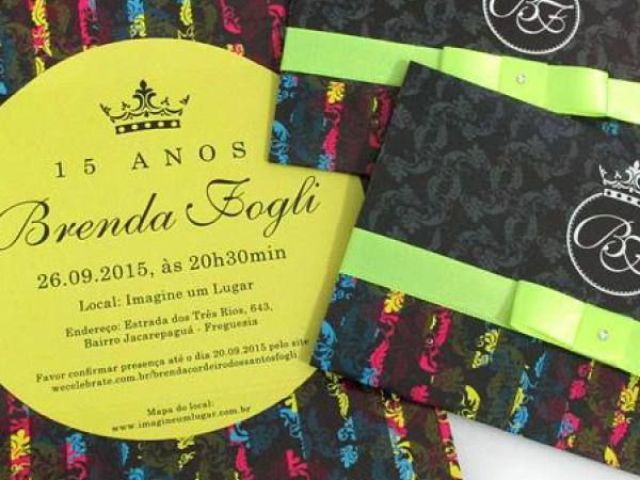 15 ANOS
Brenda Fogli
26.09.2015, às 20h30min
Local: Imagine um Lugar
Endereço: Estrada dos Três Rios, 643,
Bairro Jacarepaguá - Freguesia
Favor confirmar presença até o dia 20.09.2015 pelo site
wecelebrate.com.br/brendacordeirodossantosfogli
Mapa do local:
www.imagineumlugar.com.br
BF
BF